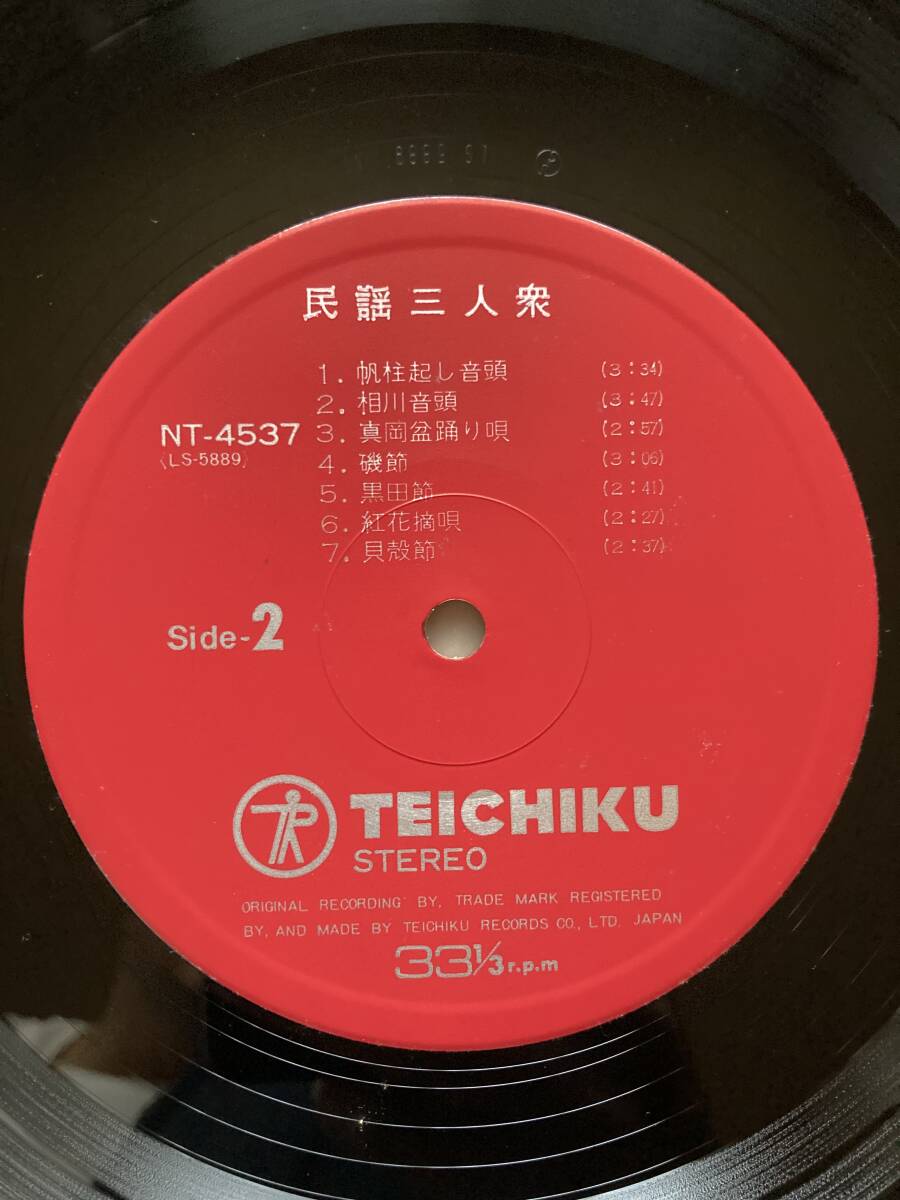 民謡三人衆
1. 帆柱起し音頭 (3:34)
2. 相川音頭 (3:47)
3. 真岡盆踊り唄 (2:57)
4. 磯節 (3:06)
5. 黒田節 (2:41)
6. 紅花摘唄 (2:27)
7. 貝殻節 (2:37)
NT-4537
〈LS-5889〉
Side-2
TEICHIKU
STEREO
ORIGINAL RECORDING BY, TRADE MARK REGISTERED
BY, AND MADE BY TEICHIKU RECORDS CO., LTD. JAPAN
33⅓ r.p.m